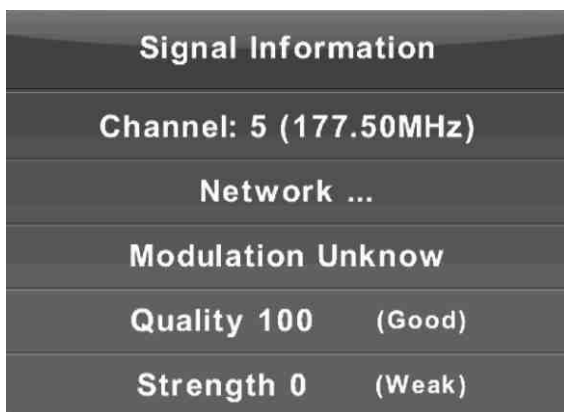 Signal Information
Channel: 5 (177.50MHz)
Network ...
Modulation Unknow
Quality 100 (Good)
Strength 0 (Weak)